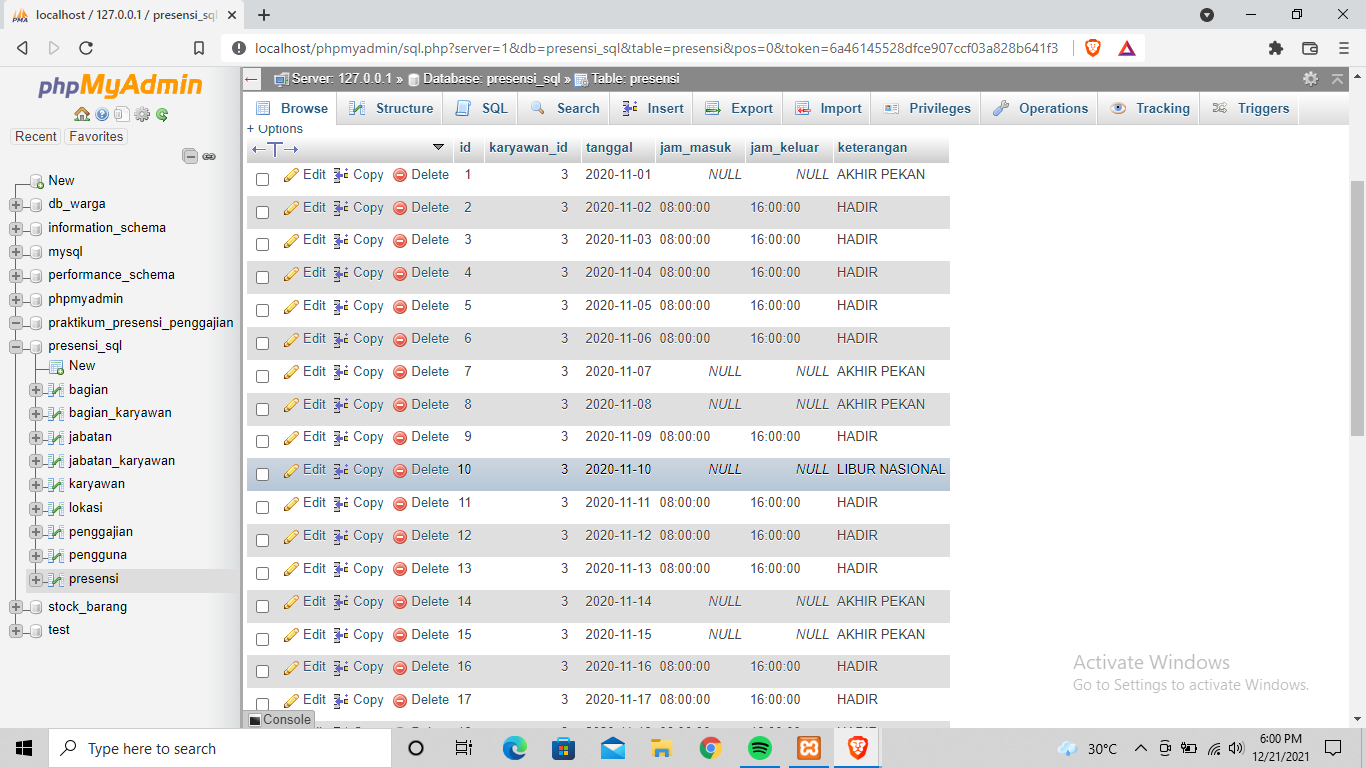 localhost / 127.0.0.1 / presensi_sql
localhost/phpmyadmin/sql.php?server=1&db=presensi_sql&table=presensi&pos=0&token=6a46145528dfce907ccf03a828b641f3
phpMyAdmin
Recent Favorites
New
db_warga
information_schema
mysql
performance_schema
phpmyadmin
praktikum_presensi_penggajian
presensi_sql
New
bagian
bagian_karyawan
jabatan
jabatan_karyawan
karyawan
lokasi
penggajian
pengguna
presensi
stock_barang
test
Server: 127.0.0.1 » Database: presensi_sql » Table: presensi
Browse Structure SQL Search Insert Export Import Privileges Operations Tracking Triggers
+ Options
id karyawan_id tanggal jam_masuk jam_keluar keterangan
Edit Copy Delete 1 3 2020-11-01 NULL NULL AKHIR PEKAN
Edit Copy Delete 2 3 2020-11-02 08:00:00 16:00:00 HADIR
Edit Copy Delete 3 3 2020-11-03 08:00:00 16:00:00 HADIR
Edit Copy Delete 4 3 2020-11-04 08:00:00 16:00:00 HADIR
Edit Copy Delete 5 3 2020-11-05 08:00:00 16:00:00 HADIR
Edit Copy Delete 6 3 2020-11-06 08:00:00 16:00:00 HADIR
Edit Copy Delete 7 3 2020-11-07 NULL NULL AKHIR PEKAN
Edit Copy Delete 8 3 2020-11-08 NULL NULL AKHIR PEKAN
Edit Copy Delete 9 3 2020-11-09 08:00:00 16:00:00 HADIR
Edit Copy Delete 10 3 2020-11-10 NULL NULL LIBUR NASIONAL
Edit Copy Delete 11 3 2020-11-11 08:00:00 16:00:00 HADIR
Edit Copy Delete 12 3 2020-11-12 08:00:00 16:00:00 HADIR
Edit Copy Delete 13 3 2020-11-13 08:00:00 16:00:00 HADIR
Edit Copy Delete 14 3 2020-11-14 NULL NULL AKHIR PEKAN
Edit Copy Delete 15 3 2020-11-15 NULL NULL AKHIR PEKAN
Edit Copy Delete 16 3 2020-11-16 08:00:00 16:00:00 HADIR
Edit Copy Delete 17 3 2020-11-17 08:00:00 16:00:00 HADIR
Console
Activate Windows
Go to Settings to activate Windows.
Type here to search
30°C
6:00 PM
12/21/2021